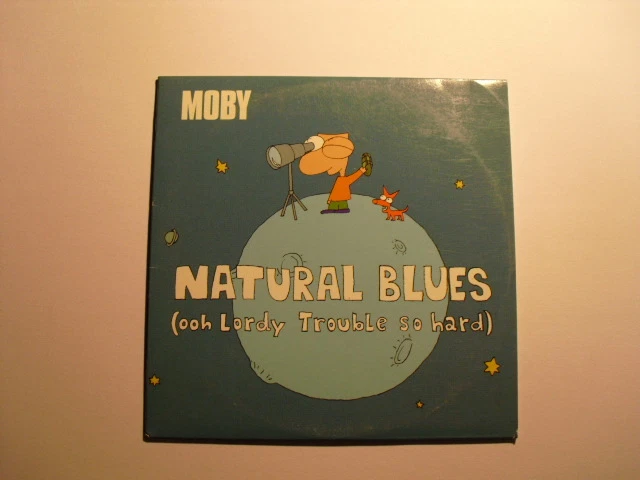 MOBY
NATURAL BLUES
(ooh Lordy Trouble so hard)